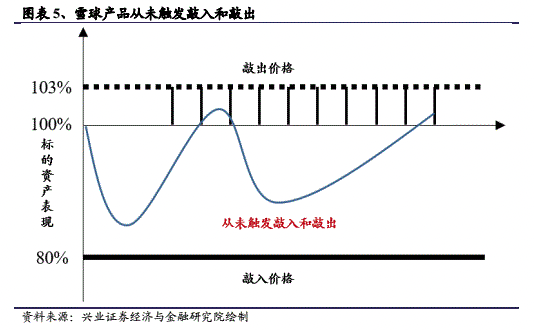 图表 5、雪球产品从未触发敲入和敲出
敲出价格
103%
100%
标的资产表现
从未触发敲入和敲出
80%
敲入价格
资料来源：兴业证券经济与金融研究院绘制